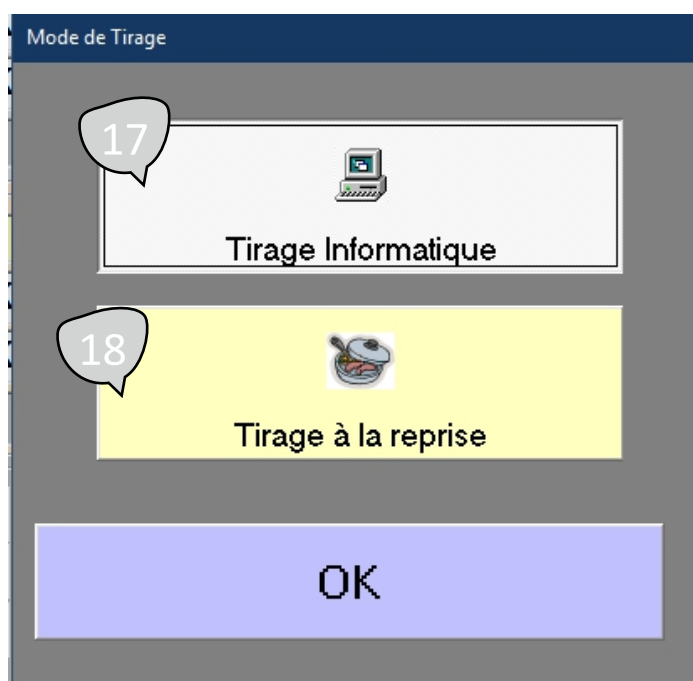 Mode de Tirage
17
Tirage Informatique
18
Tirage à la reprise
OK